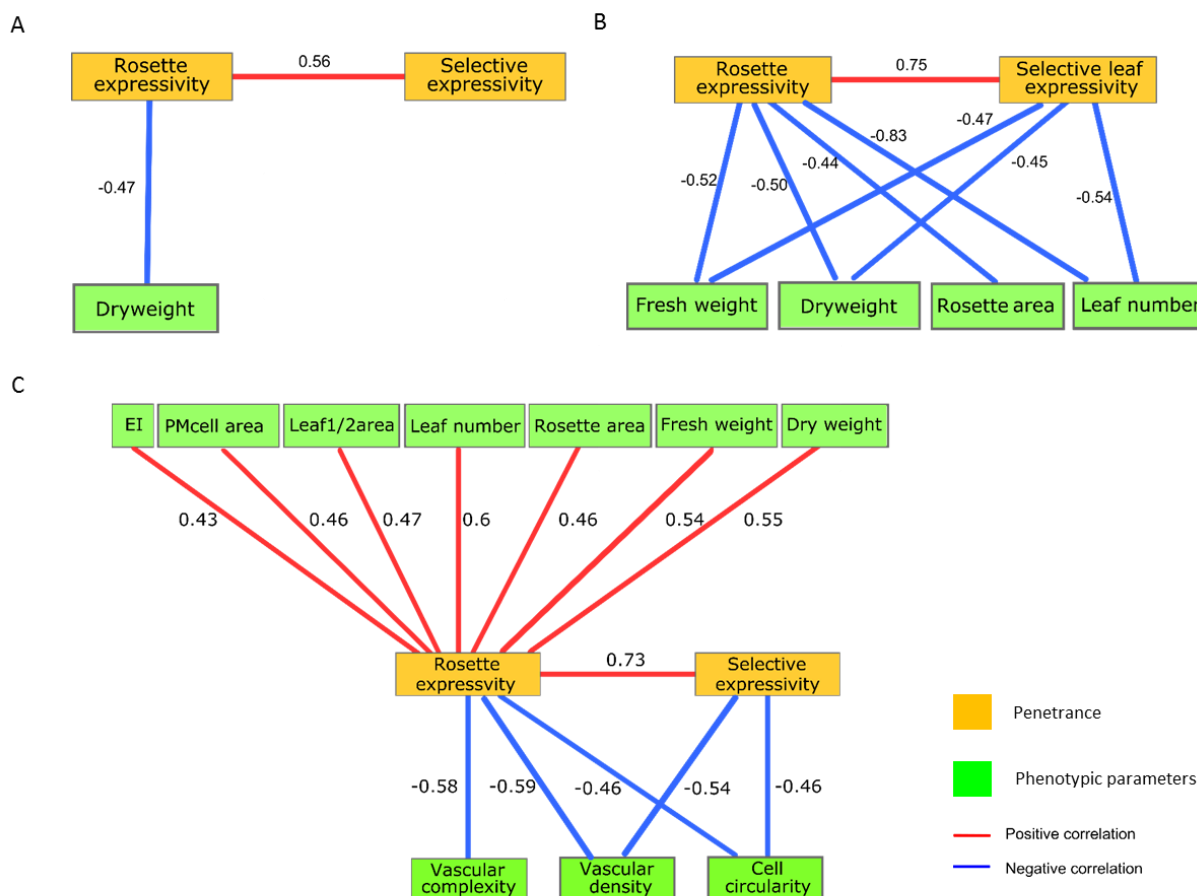 A
Rosette
expressivity
0.56
Selective
expressivity
-0.47
Dryweight
B
Rosette
expressivity
0.75
Selective leaf
expressivity
-0.52
-0.50
-0.44
-0.83
-0.47
-0.45
-0.54
Fresh weight
Dryweight
Rosette area
Leaf number
C
EI
PMcell area
Leaf1/2area
Leaf number
Rosette area
Fresh weight
Dry weight
0.43
0.46
0.47
0.6
0.46
0.54
0.55
Rosette
expressvity
0.73
Selective
expressivity
-0.58
-0.59
-0.46
-0.54
-0.46
Vascular
complexity
Vascular
density
Cell
circularity
Penetrance
Phenotypic parameters
Positive correlation
Negative correlation